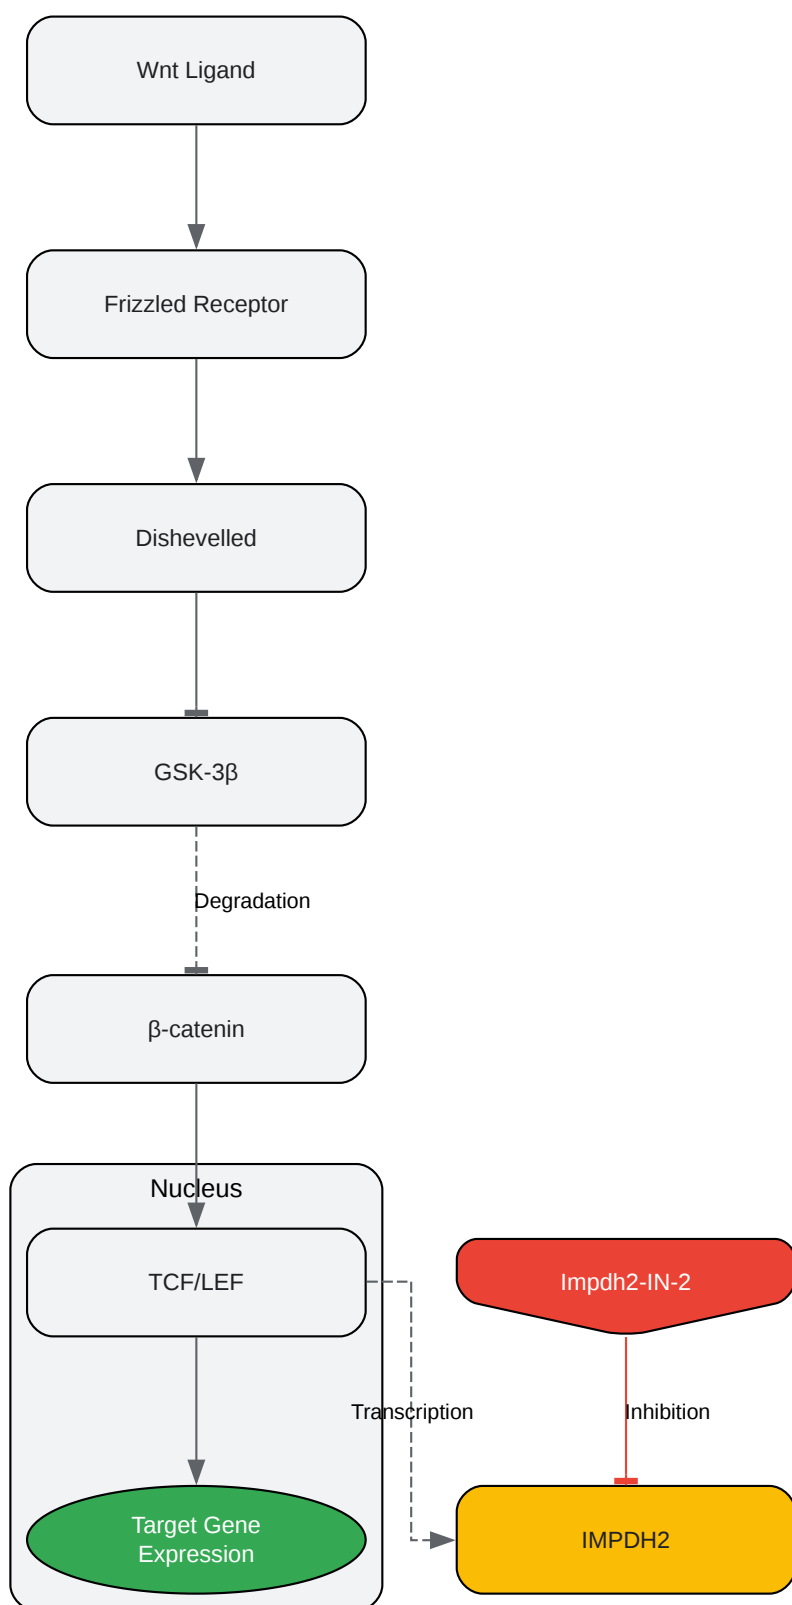 Wnt Ligand
Frizzled Receptor
Dishevelled
GSK-3β
Degradation
β-catenin
Nucleus
TCF/LEF
Impdh2-IN-2
Transcription
Inhibition
Target Gene
Expression
IMPDH2